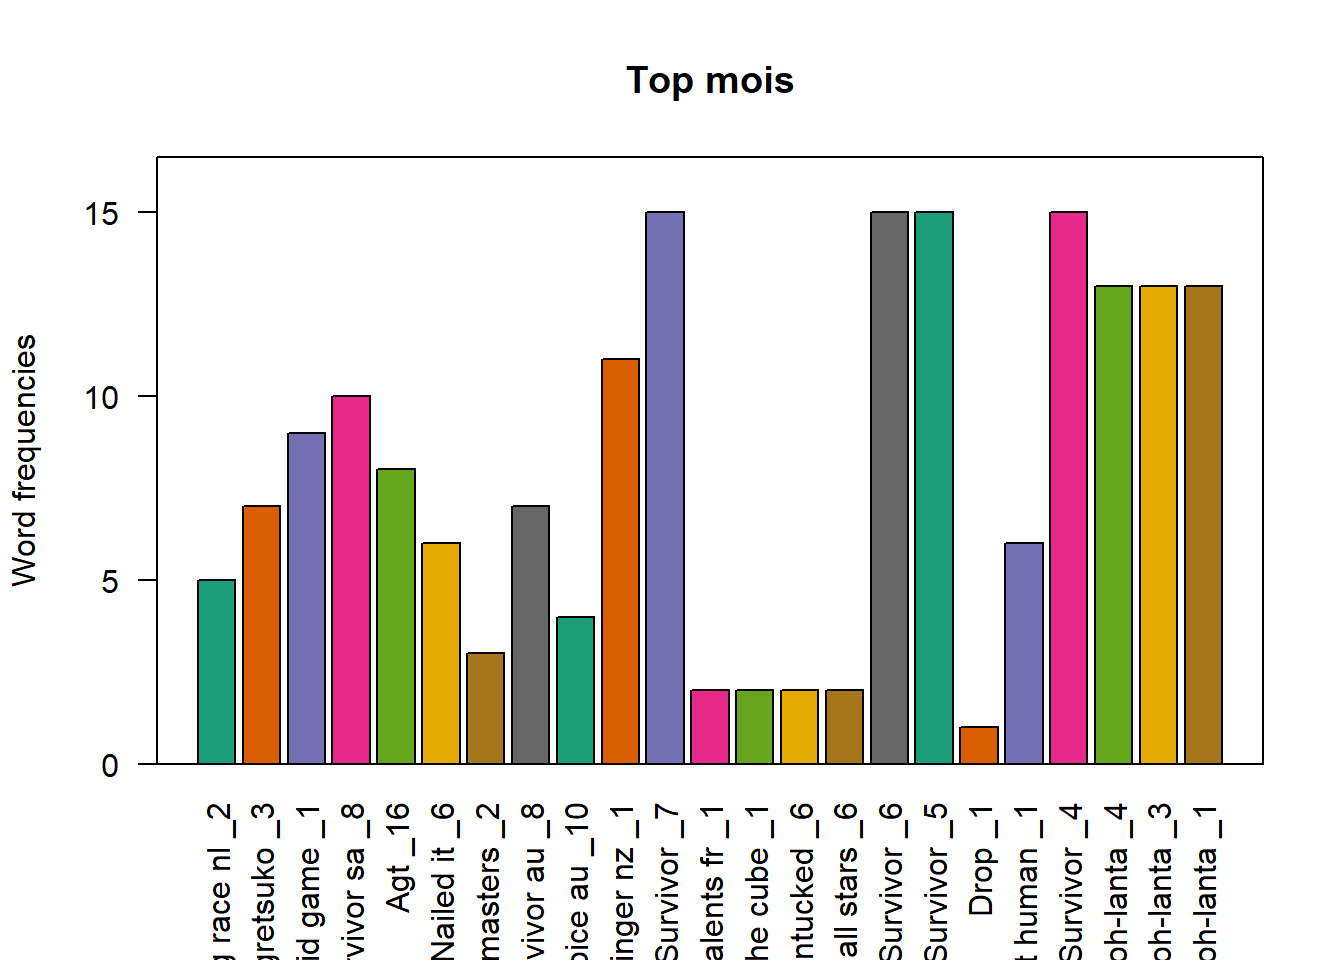 Top mois
Word frequencies
15
10
5
0
race nl _2
gretsuko _3
id game _1
vivor sa _8
Agt _16
Nailed it _6
masters _2
vivor au _8
oice au _10
inger nz _1
Survivor _7
alents fr _1
he cube _1
ntucked _6
all stars _6
Survivor _6
Survivor _5
Drop _1
t human _1
Survivor _4
oh-lanta _4
oh-lanta _3
oh-lanta _1